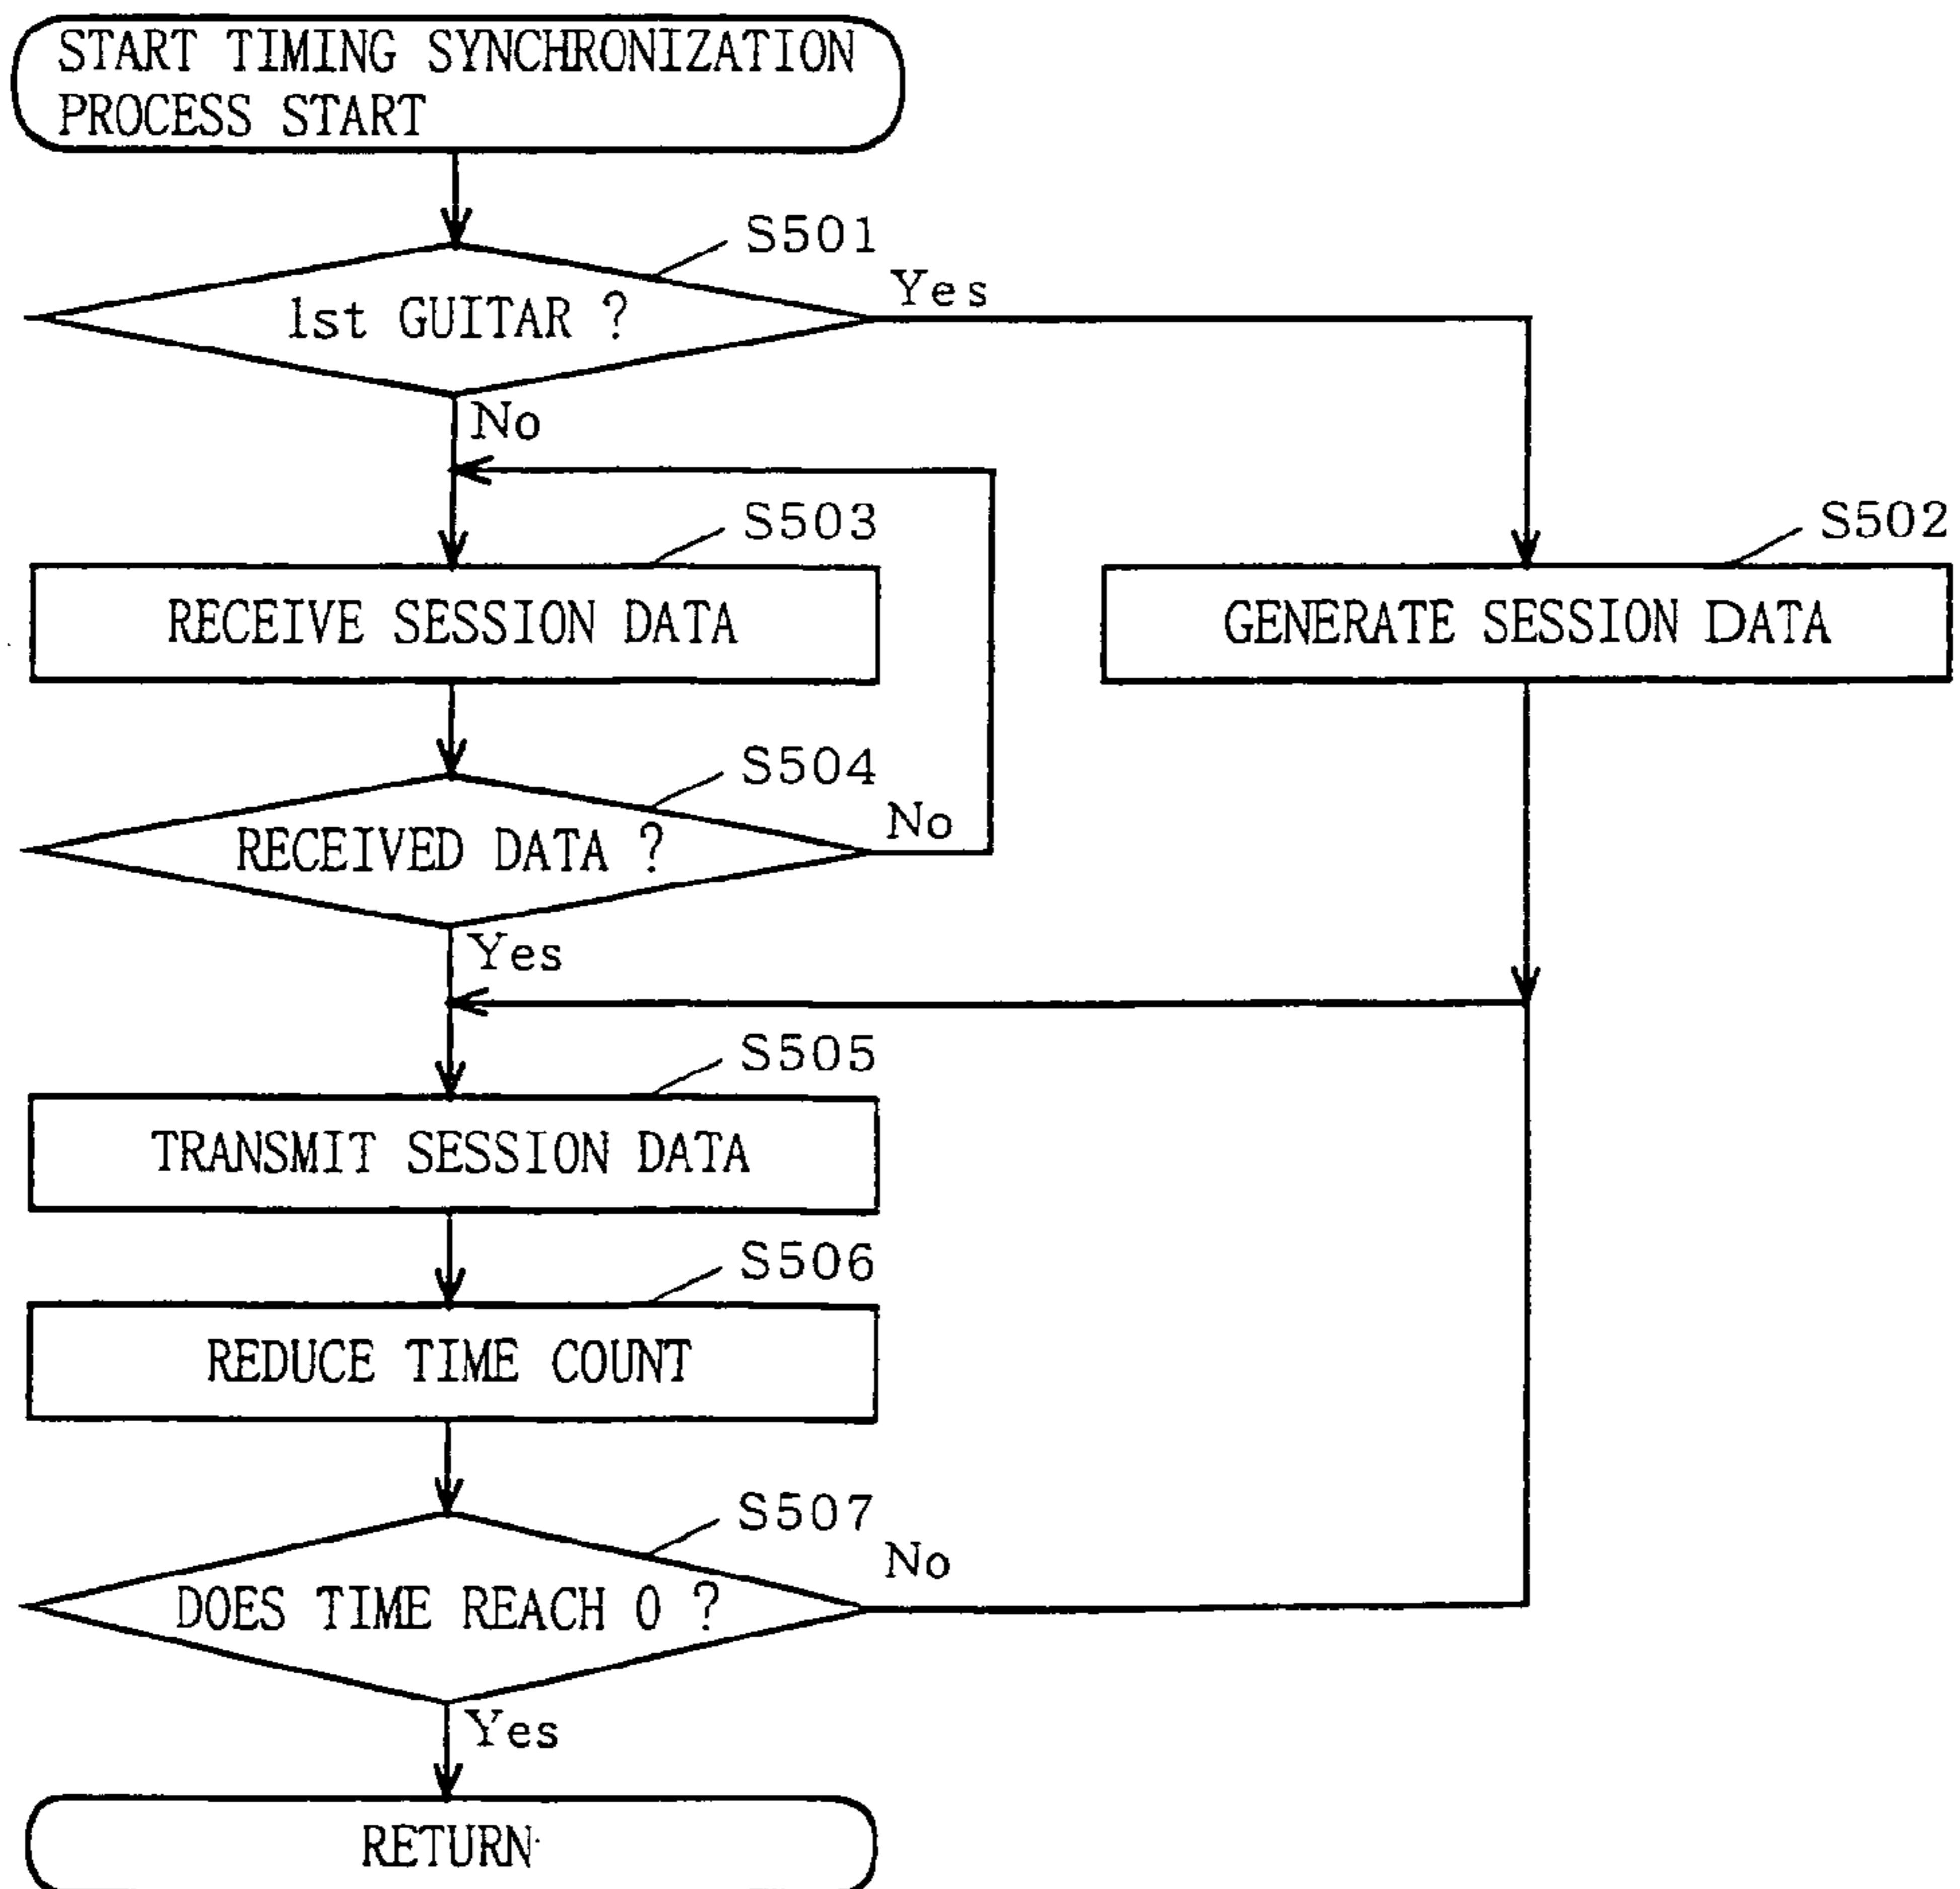 START TIMING SYNCHRONIZATION
PROCESS START
S501
1st GUITAR ?
Yes
No
S503
S502
RECEIVE SESSION DATA
GENERATE SESSION DATA
S504
RECEIVED DATA ?
No
Yes
S505
TRANSMIT SESSION DATA
S506
REDUCE TIME COUNT
S507
DOES TIME REACH 0 ?
No
Yes
RETURN